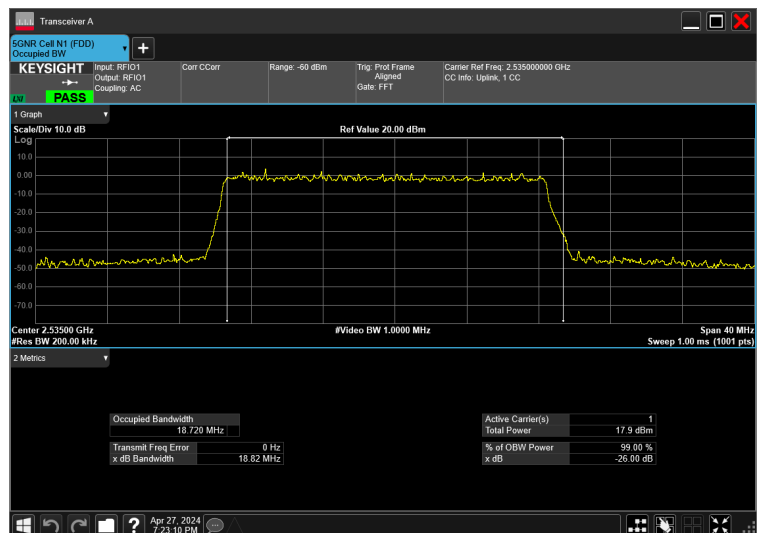 Transceiver A
5GNR Cell N1 (FDD)
Occupied BW
KEYSIGHT
LXI
PASS
Input: RFIO1
Output: RFIO1
Coupling: AC
Corr CCorr
Range: -60 dBm
Trig: Prot Frame
Aligned
Gate: FFT
Carrier Ref Freq: 2.535000000 GHz
CC Info: Uplink, 1 CC
1 Graph
Scale/Div 10.0 dB
Ref Value 20.00 dBm
Log
10.0
0.00
-10.0
-20.0
-30.0
-40.0
-50.0
-60.0
-70.0
Center 2.53500 GHz
#Video BW 1.0000 MHz
Span 40 MHz
#Res BW 200.00 kHz
Sweep 1.00 ms (1001 pts)
2 Metrics
Occupied Bandwidth
18.720 MHz
Transmit Freq Error 0 Hz
x dB Bandwidth 18.82 MHz
Active Carrier(s) 1
Total Power 17.9 dBm
% of OBW Power 99.00 %
x dB -26.00 dB
Apr 27, 2024
7:23:10 PM